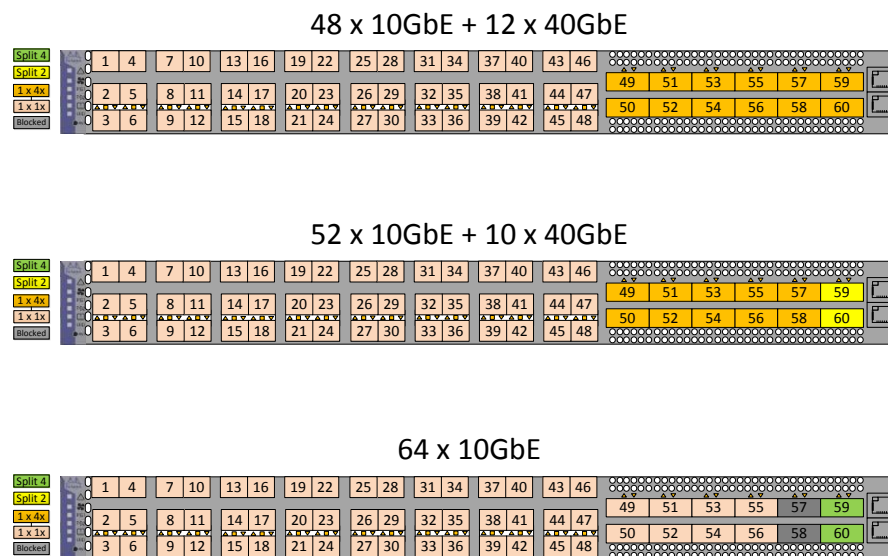 48 x 10GbE + 12 x 40GbE
Split 4
Split 2
1 x 4x
1 x 1x
Blocked
1 4 7 10 13 16 19 22 25 28 31 34 37 40 43 46
49 51 53 55 57 59
2 5 8 11 14 17 20 23 26 29 32 35 38 41 44 47
50 52 54 56 58 60
3 6 9 12 15 18 21 24 27 30 33 36 39 42 45 48
52 x 10GbE + 10 x 40GbE
Split 4
Split 2
1 x 4x
1 x 1x
Blocked
1 4 7 10 13 16 19 22 25 28 31 34 37 40 43 46
49 51 53 55 57 59
2 5 8 11 14 17 20 23 26 29 32 35 38 41 44 47
50 52 54 56 58 60
3 6 9 12 15 18 21 24 27 30 33 36 39 42 45 48
64 x 10GbE
Split 4
Split 2
1 x 4x
1 x 1x
Blocked
1 4 7 10 13 16 19 22 25 28 31 34 37 40 43 46
49 51 53 55 57 59
2 5 8 11 14 17 20 23 26 29 32 35 38 41 44 47
50 52 54 56 58 60
3 6 9 12 15 18 21 24 27 30 33 36 39 42 45 48